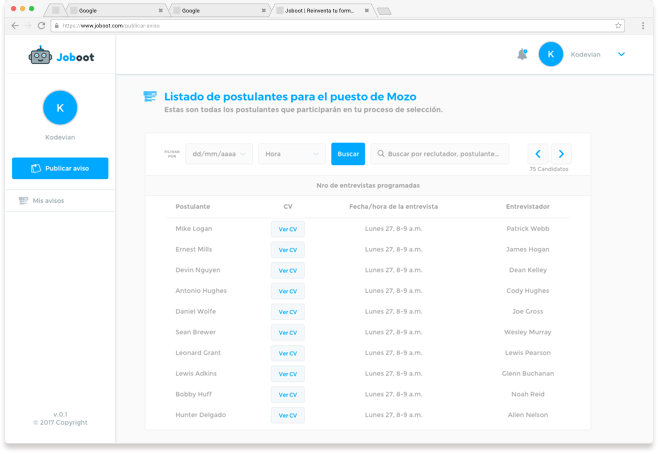 Google
Google
Joboot | Reinventa tu form...
https://www.joboot.com/publicar-aviso
Joboot
K
Kodevian
K
Kodevian
Publicar aviso
Mis avisos
Listado de postulantes para el puesto de Mozo
Estas son todas los postulantes que participarán en tu proceso de selección.
FILTRAR
POR
dd/mm/aaaa
Hora
Buscar
Buscar por reclutador, postulante...
75 Candidatos
Nro de entrevistas programadas
Postulante CV Fecha/hora de la entrevista Entrevistador
Mike Logan Ver CV Lunes 27, 8-9 a.m. Patrick Webb
Ernest Mills Ver CV Lunes 27, 8-9 a.m. James Hogan
Devin Nguyen Ver CV Lunes 27, 8-9 a.m. Dean Kelley
Antonio Hughes Ver CV Lunes 27, 8-9 a.m. Cody Hughes
Daniel Wolfe Ver CV Lunes 27, 8-9 a.m. Joe Gross
Sean Brewer Ver CV Lunes 27, 8-9 a.m. Wesley Murray
Leonard Grant Ver CV Lunes 27, 8-9 a.m. Lewis Pearson
Lewis Adkins Ver CV Lunes 27, 8-9 a.m. Glenn Buchanan
Bobby Huff Ver CV Lunes 27, 8-9 a.m. Noah Reid
Hunter Delgado Ver CV Lunes 27, 8-9 a.m. Allen Nelson
v.0.1
© 2017 Copyright